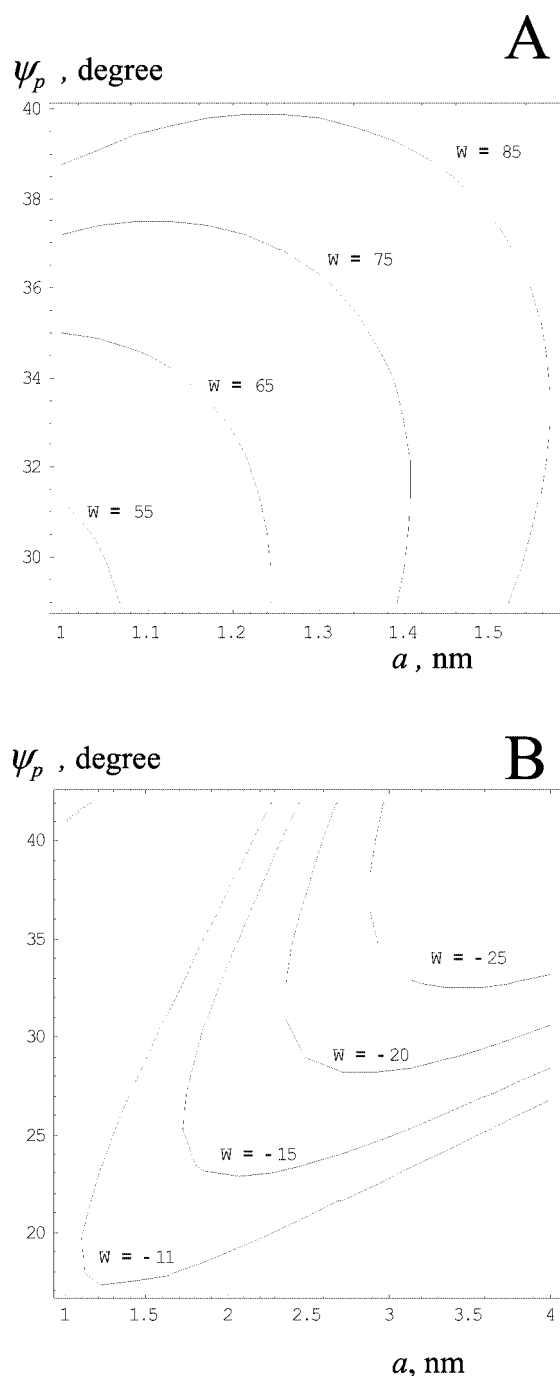 A
ψp , degree
40
38
36
34
32
30
W = 85
W = 75
W = 65
W = 55
1 1.1 1.2 1.3 1.4 1.5
a , nm
B
ψp , degree
40
35
30
25
20
W = -25
W = -20
W = -15
W = -11
1 1.5 2 2.5 3 3.5 4
a, nm